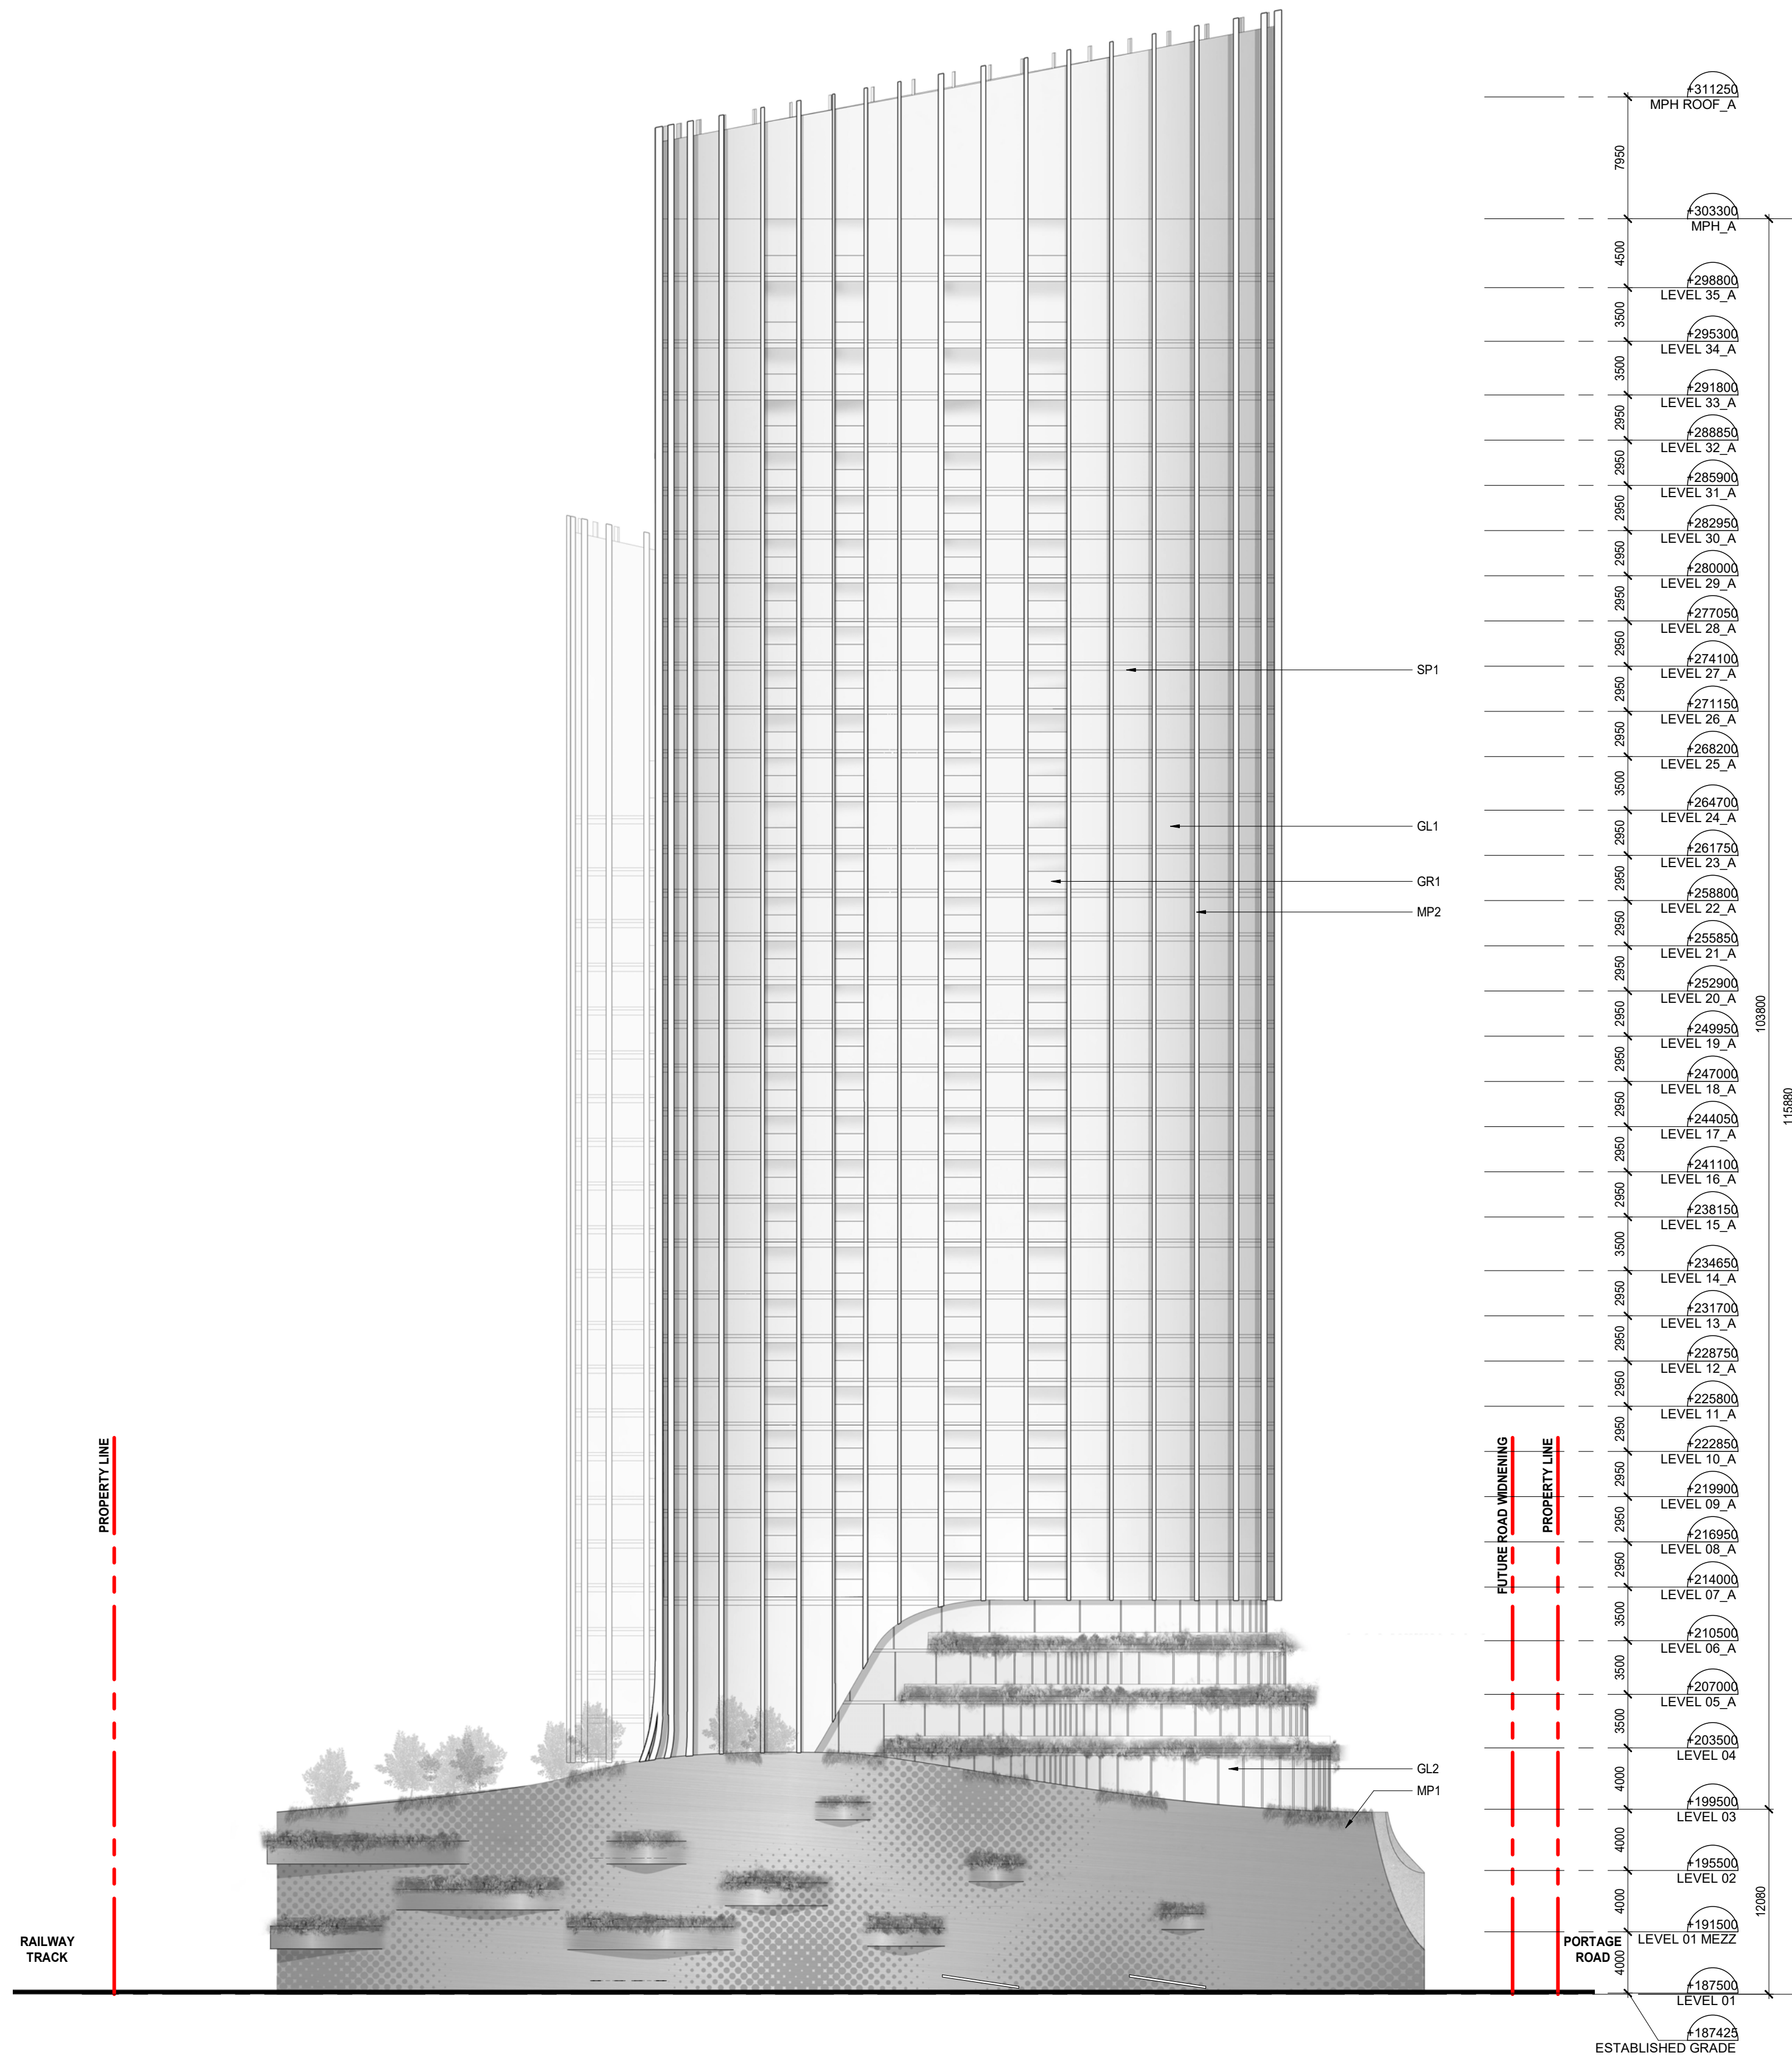 +311250
MPH ROOF_A
7950
+303300
MPH_A
4500
+298800
LEVEL 35_A
3500
+295300
LEVEL 34_A
3500
+291800
LEVEL 33_A
2950
+288850
LEVEL 32_A
2950
+285900
LEVEL 31_A
2950
+282950
LEVEL 30_A
2950
+280000
LEVEL 29_A
2950
+277050
LEVEL 28_A
2950
SP1
+274100
LEVEL 27_A
2950
+271150
LEVEL 26_A
2950
+268200
LEVEL 25_A
3500
+264700
LEVEL 24_A
GL1
2950
+261750
LEVEL 23_A
GR1
2950
+258800
LEVEL 22_A
MP2
2950
+255850
LEVEL 21_A
2950
+252900
LEVEL 20_A
103800
2950
+249950
LEVEL 19_A
2950
+247000
LEVEL 18_A
115880
2950
+244050
LEVEL 17_A
2950
+241100
LEVEL 16_A
2950
+238150
LEVEL 15_A
3500
+234650
LEVEL 14_A
2950
+231700
LEVEL 13_A
2950
+228750
LEVEL 12_A
2950
+225800
LEVEL 11_A
2950
+222850
LEVEL 10_A
PROPERTY LINE
FUTURE ROAD WIDNENING
PROPERTY LINE
2950
+219900
LEVEL 09_A
2950
+216950
LEVEL 08_A
2950
+214000
LEVEL 07_A
3500
+210500
LEVEL 06_A
3500
+207000
LEVEL 05_A
3500
+203500
LEVEL 04
GL2
MP1
4000
+199500
LEVEL 03
4000
+195500
LEVEL 02
12080
4000
+191500
LEVEL 01 MEZZ
RAILWAY
TRACK
PORTAGE
ROAD
4000
+187500
LEVEL 01
+187425
ESTABLISHED GRADE